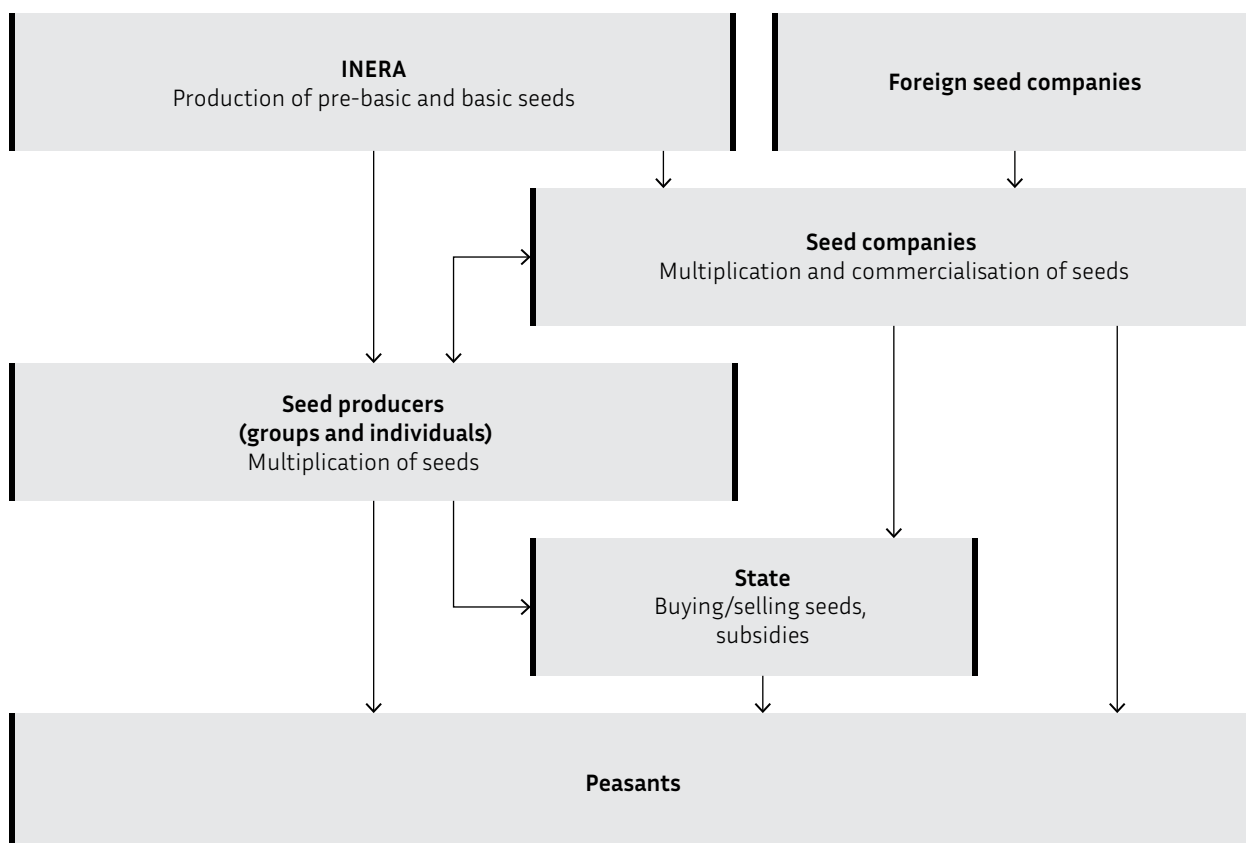 INERA
Production of pre-basic and basic seeds
Foreign seed companies
Seed companies
Multiplication and commercialisation of seeds
Seed producers
(groups and individuals)
Multiplication of seeds
State
Buying/selling seeds,
subsidies
Peasants